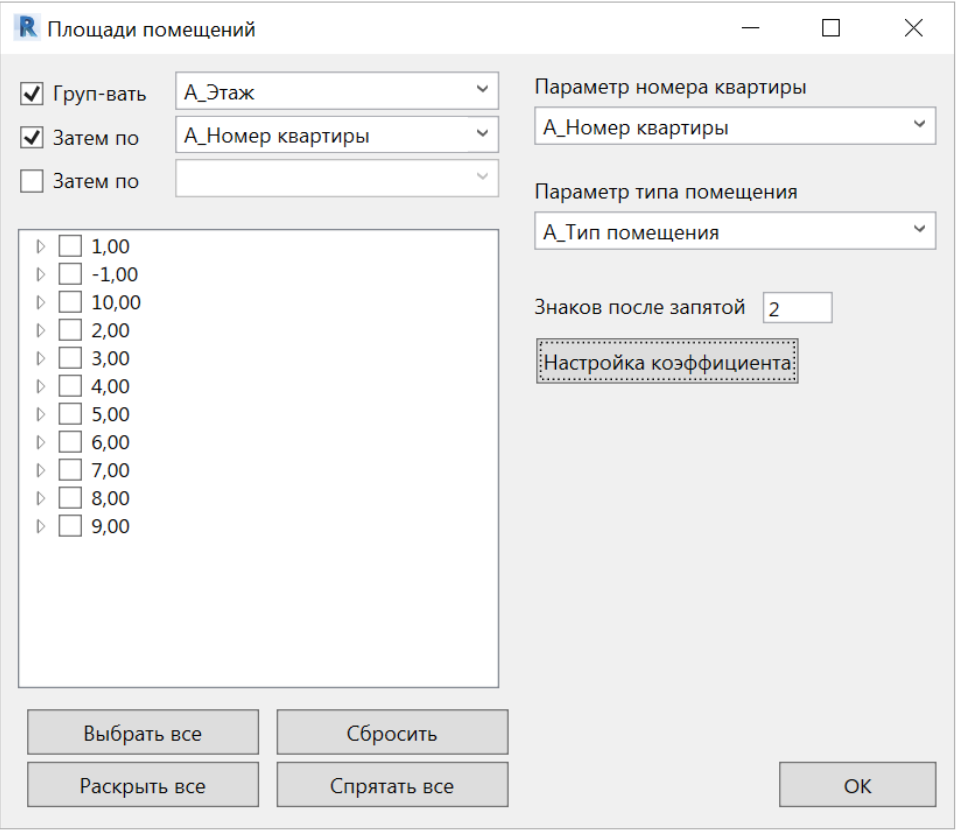 Площади помещений
Груп-вать
А_Этаж
Затем по
А_Номер квартиры
Затем по
1,00
-1,00
10,00
2,00
3,00
4,00
5,00
6,00
7,00
8,00
9,00
Выбрать все
Сбросить
Раскрыть все
Спрятать все
Параметр номера квартиры
А_Номер квартиры
Параметр типа помещения
А_Тип помещения
Знаков после запятой 2
Настройка коэффициента
ОК